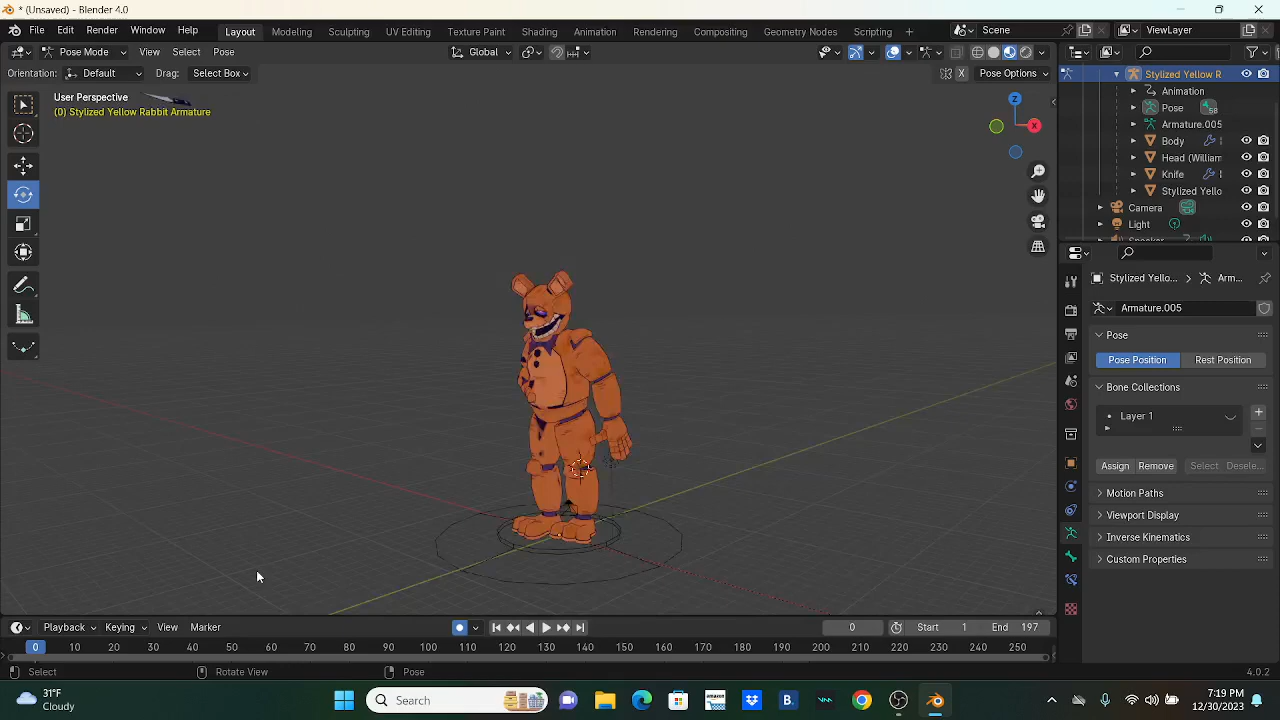 * (Unsaved) - Blender 4.0
File Edit Render Window Help Layout Modeling Sculpting UV Editing Texture Paint Shading Animation Rendering Compositing Geometry Nodes Scripting + Scene ViewLayer
Pose Mode View Select Pose Global
Orientation: Default Drag: Select Box X Pose Options
User Perspective
(0) Stylized Yellow Rabbit Armature
Z
X
Stylized Yellow R
Animation
Pose 58
Armature.005
Body
Head (William
Knife
Stylized Yello
Camera
Light
Speaker
Stylized Yello... Arm...
Armature.005
Pose
Pose Position Rest Position
Bone Collections
Layer 1
Assign Remove Select Desele...
Motion Paths
Viewport Display
Inverse Kinematics
Custom Properties
Playback Keying View Marker 0 Start 1 End 197
0 10 20 30 40 50 60 70 80 90 100 110 120 130 140 150 160 170 180 190 200 210 220 230 240 250
Select Rotate View Pose 4.0.2
31°F
Cloudy
Search
amazon
B.
7:19 PM
12/30/2023